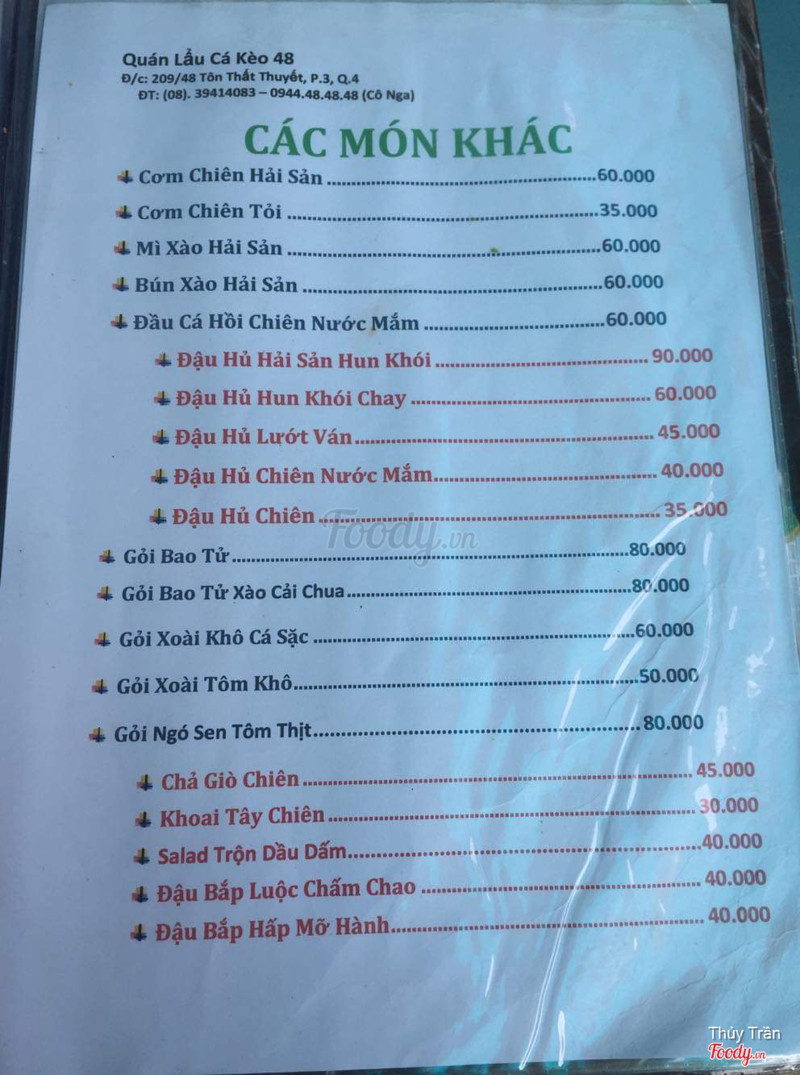 Quán Lẩu Cá Kèo 48
Đ/c: 209/48 Tôn Thất Thuyết, P.3, Q.4
ĐT: (08). 39414083 – 0944.48.48.48 (Cô Nga)
CÁC MÓN KHÁC
Cơm Chiên Hải Sản ............................................60.000
Cơm Chiên Tỏi ....................................................35.000
Mì Xào Hải Sản ....................................................60.000
Bún Xào Hải Sản ..................................................60.000
Đầu Cá Hồi Chiên Nước Mắm ..............................60.000
Đậu Hủ Hải Sản Hun Khói .................................... 90.000
Đậu Hủ Hun Khói Chay ........................................ 60.000
Đậu Hủ Lướt Ván.................................................. 45.000
Đậu Hủ Chiên Nước Mắm..................................... 40.000
Đậu Hủ Chiên ......................................................... 35.000
Foody.vn
Gỏi Bao Tử..................................................................80.000
Gỏi Bao Tử Xào Cải Chua...............................................80.000
Gỏi Xoài Khô Cá Sặc .....................................................60.000
Gỏi Xoài Tôm Khô.........................................................50.000
Gỏi Ngó Sen Tôm Thịt......................................................80.000
Chả Giò Chiên ................................................................. 45.000
Khoai Tây Chiên ............................................................. 30.000
Salad Trộn Dầu Dấm..........................................................40.000
Đậu Bắp Luộc Chấm Chao .............................................. 40.000
Đậu Bắp Hấp Mỡ Hành.................................................... 40.000
Thúy Trần
Foody.vn